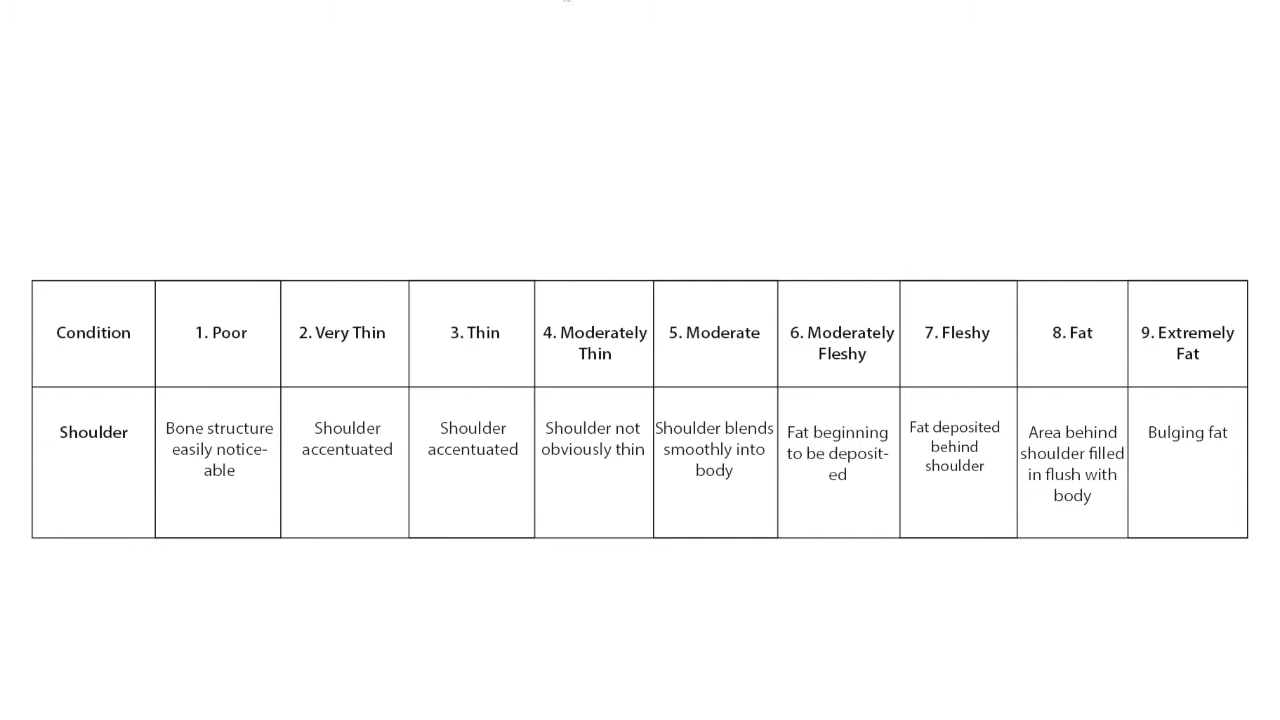 Condition
1. Poor
2. Very Thin
3. Thin
4. Moderately
Thin
5. Moderate
6. Moderately
Fleshy
7. Fleshy
8. Fat
9. Extremely
Fat
Shoulder
Bone structure
easily notice-
able
Shoulder
accentuated
Shoulder
accentuated
Shoulder not
obviously thin
Shoulder blends
smoothly into
body
Fat beginning
to be deposit-
ed
Fat deposited
behind
shoulder
Area behind
shoulder filled
in flush with
body
Bulging fat